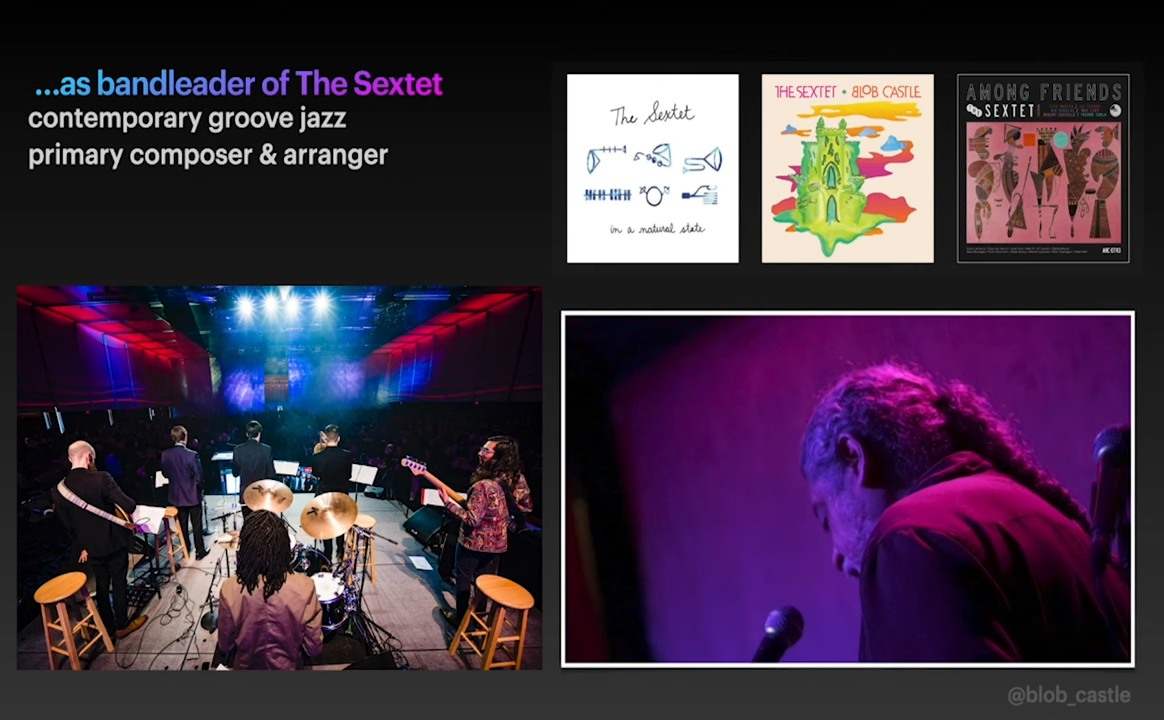 ...as bandleader of The Sextet
contemporary groove jazz
primary composer & arranger
The Sextet
in a natural state
THE SEXTET • BLOB CASTLE
AMONG FRIENDS
SEXTET
@blob_castle